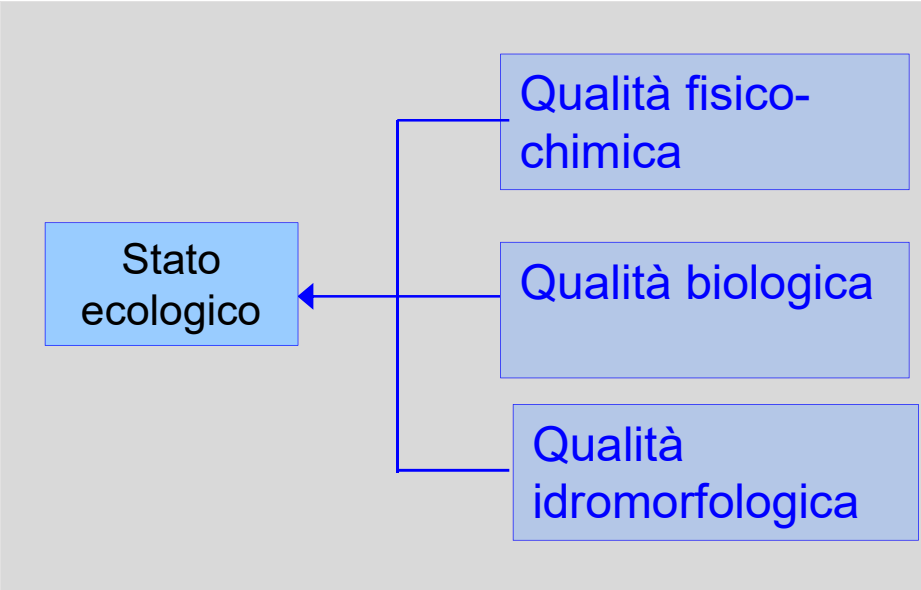 Qualità fisico-
chimica
Stato
ecologico
Qualità biologica
Qualità
idromorfologica